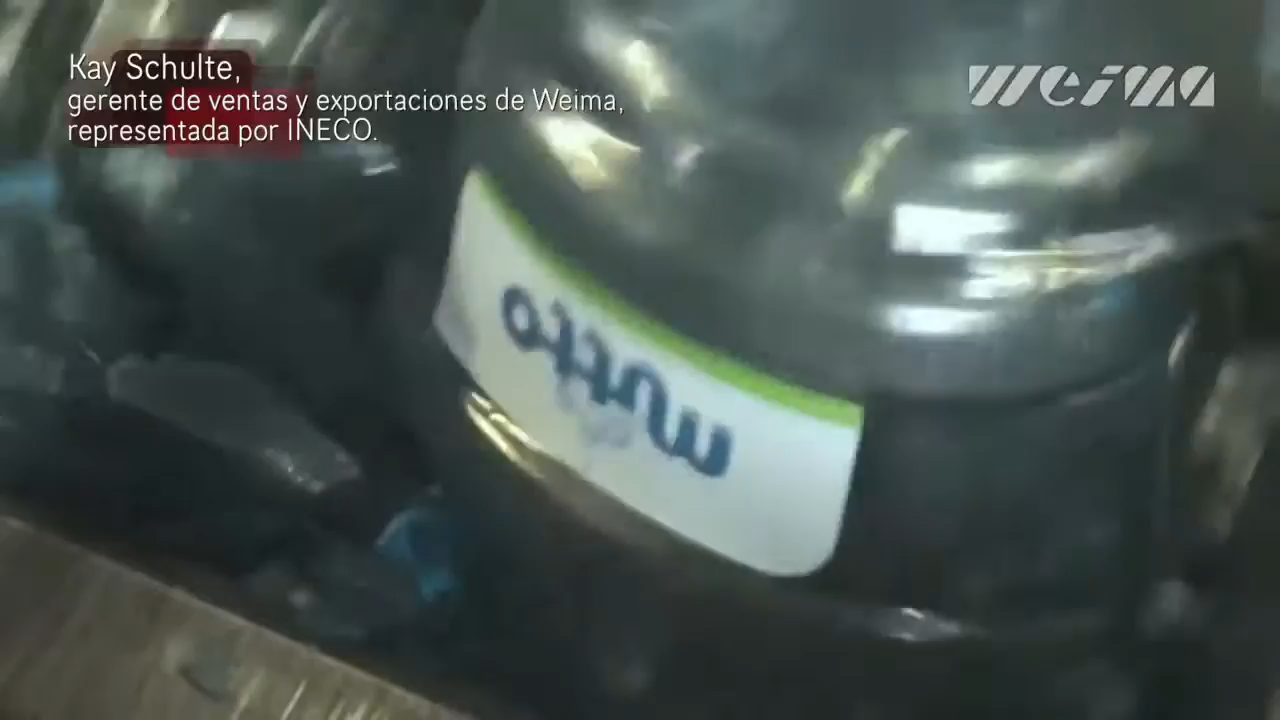 Kay Schulte,
gerente de ventas y exportaciones de Weima,
representada por INECO.
weima